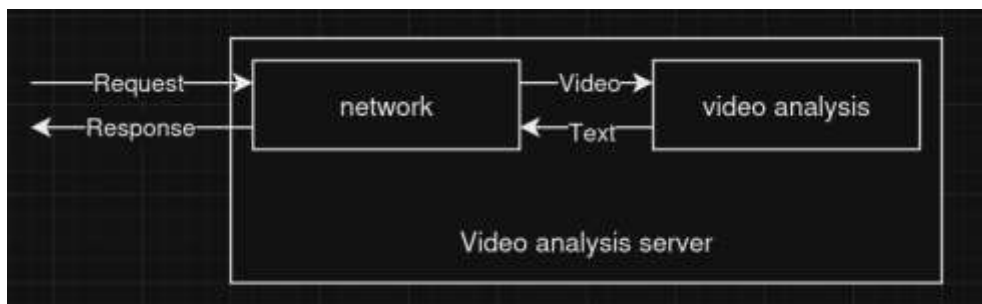 Request
Response
network
Video
Text
video analysis
Video analysis server